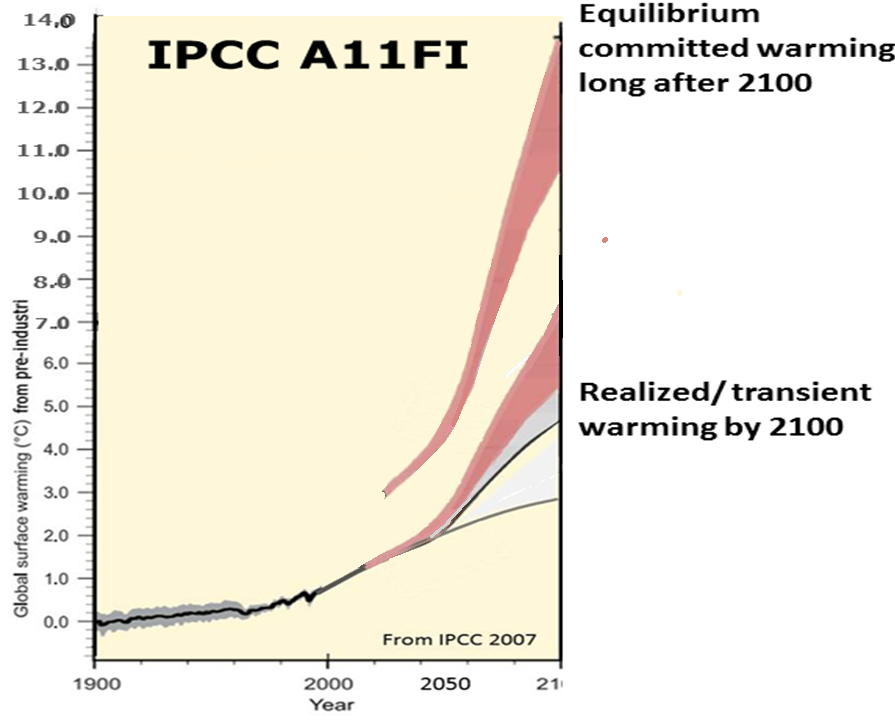 Equilibrium
committed warming
long after 2100
IPCC A11FI
14.0
13.0
12.0
11.0
10.0
9.0
8.0
7.0
6.0
5.0
4.0
3.0
2.0
1.0
0.0
Global surface warming (°C) from pre-industri
Realized/ transient
warming by 2100
From IPCC 2007
1900 2000 2050 210
Year